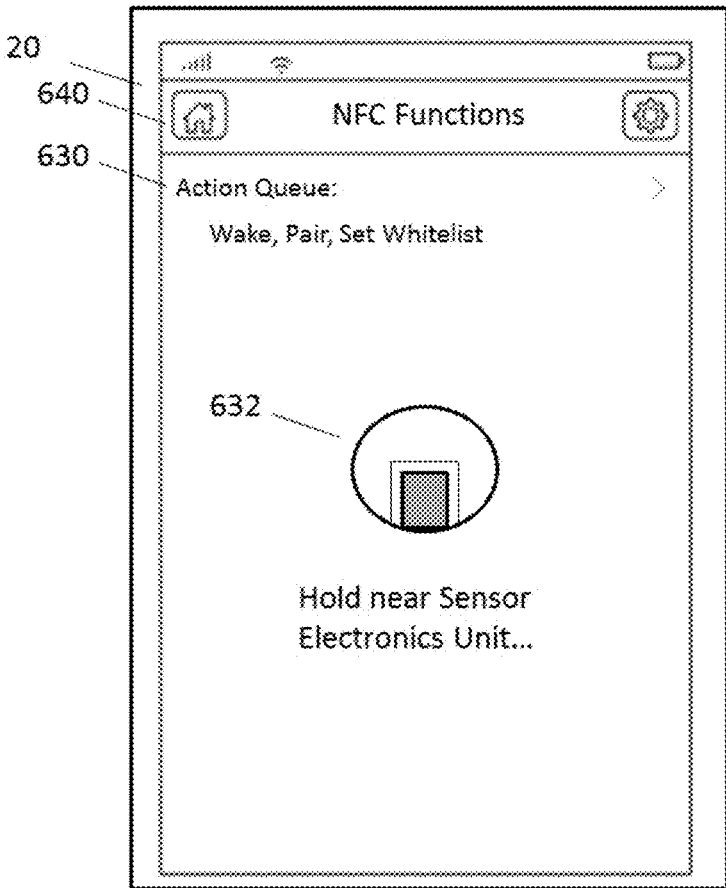 20
640
NFC Functions
630
Action Queue:
>
Wake, Pair, Set Whitelist
632
Hold near Sensor
Electronics Unit...